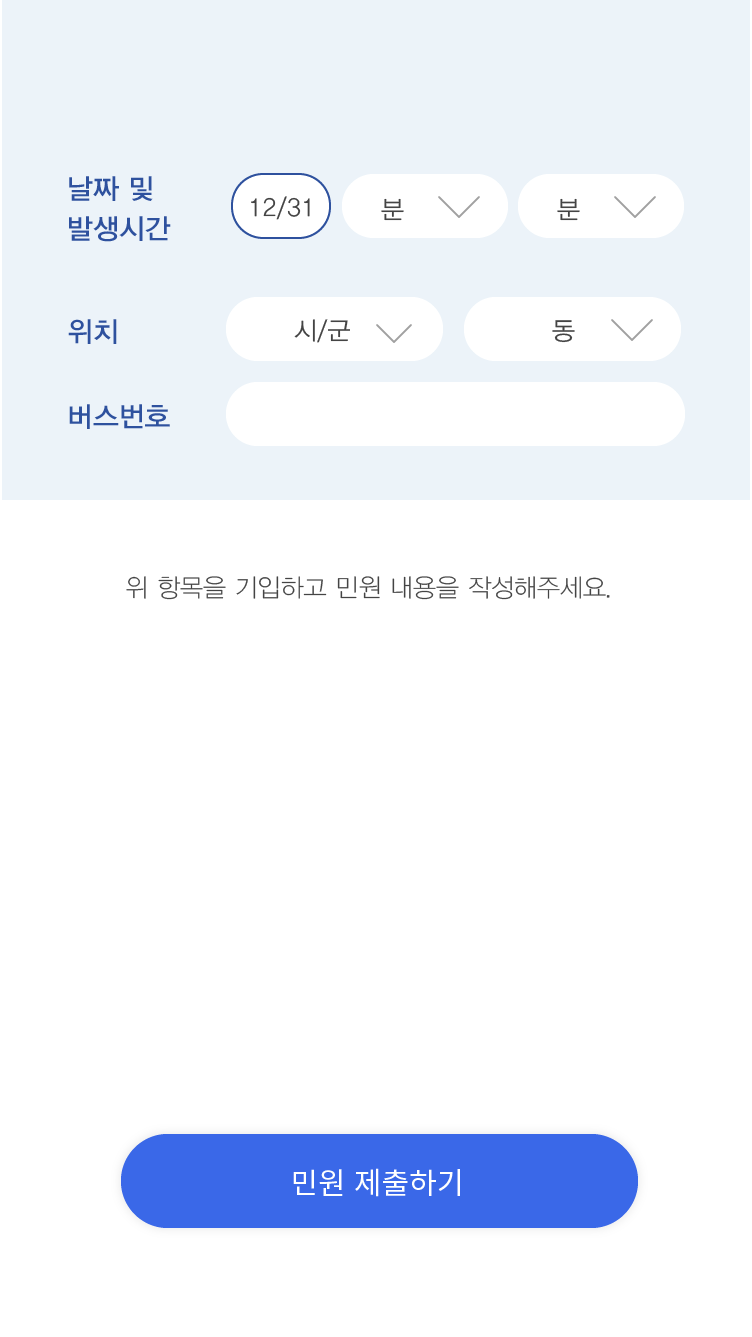 날짜 및
발생시간
12/31 분 분
위치 시/군 동
버스번호
위 항목을 기입하고 민원 내용을 작성해주세요.
민원 제출하기